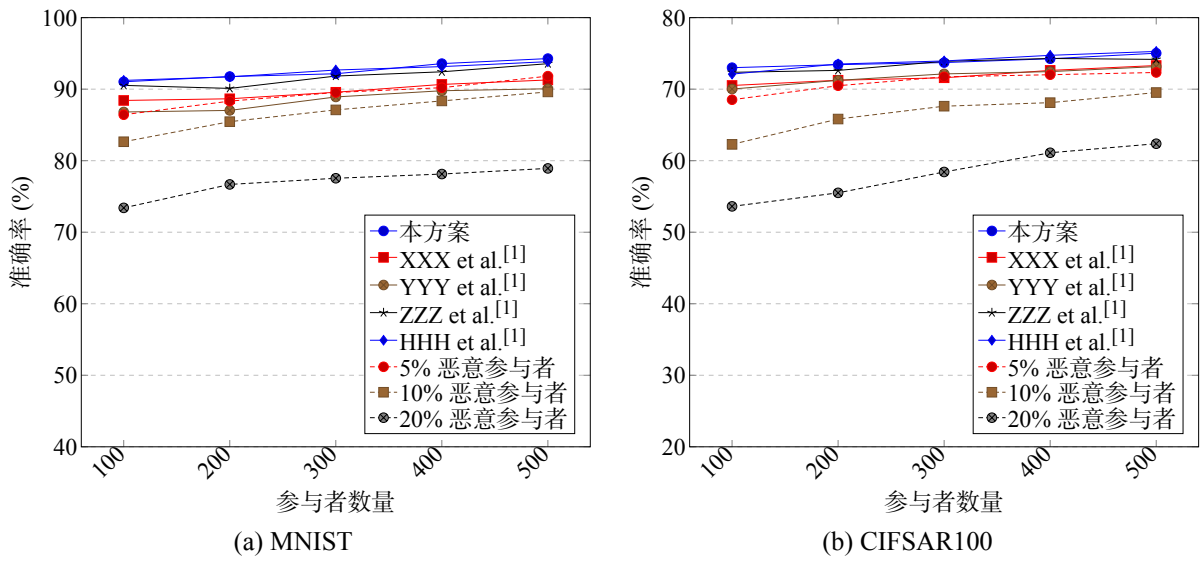 100
90
80
70
60
50
40
准确率 (%)
本方案
XXX et al.[1]
YYY et al.[1]
ZZZ et al.[1]
HHH et al.[1]
5% 恶意参与者
10% 恶意参与者
20% 恶意参与者
100
200
300
400
500
参与者数量
(a) MNIST
80
70
60
50
40
30
20
准确率 (%)
本方案
XXX et al.[1]
YYY et al.[1]
ZZZ et al.[1]
HHH et al.[1]
5% 恶意参与者
10% 恶意参与者
20% 恶意参与者
100
200
300
400
500
参与者数量
(b) CIFSAR100